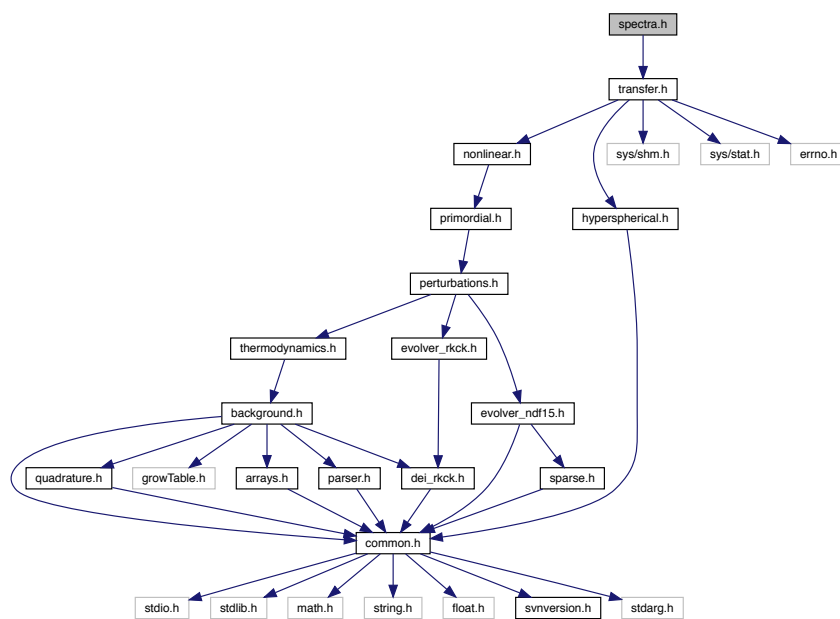 spectra.h
transfer.h
nonlinear.h
sys/shm.h
sys/stat.h
errno.h
primordial.h
hyperspherical.h
perturbations.h
thermodynamics.h
evolver_rkck.h
background.h
evolver_ndf15.h
quadrature.h
growTable.h
arrays.h
parser.h
dei_rkck.h
sparse.h
common.h
stdio.h
stdlib.h
math.h
string.h
float.h
svnversion.h
stdarg.h